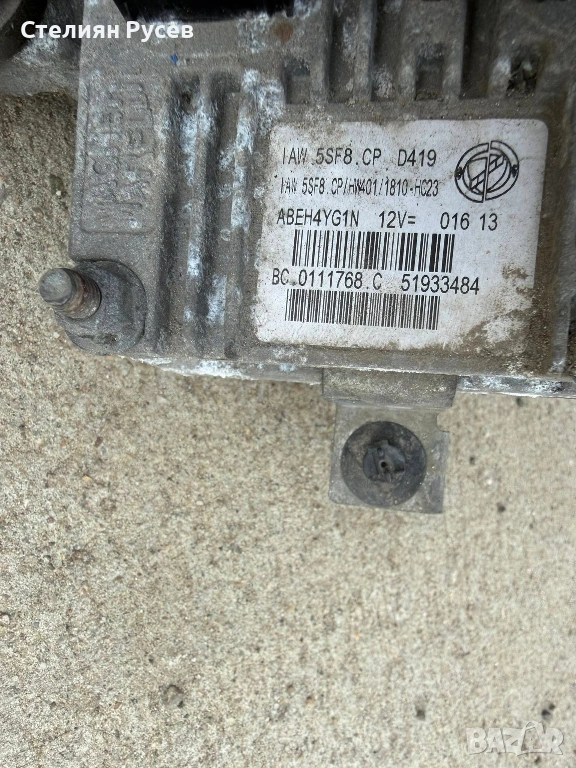 Стелиян Русев
IAW 5SF8.CP D419
IAW 5SF8.CP/HW401/1810-HC23
ABEH4YG1N 12V= 016 13
BC.0111768.C 51933484
BAZAR